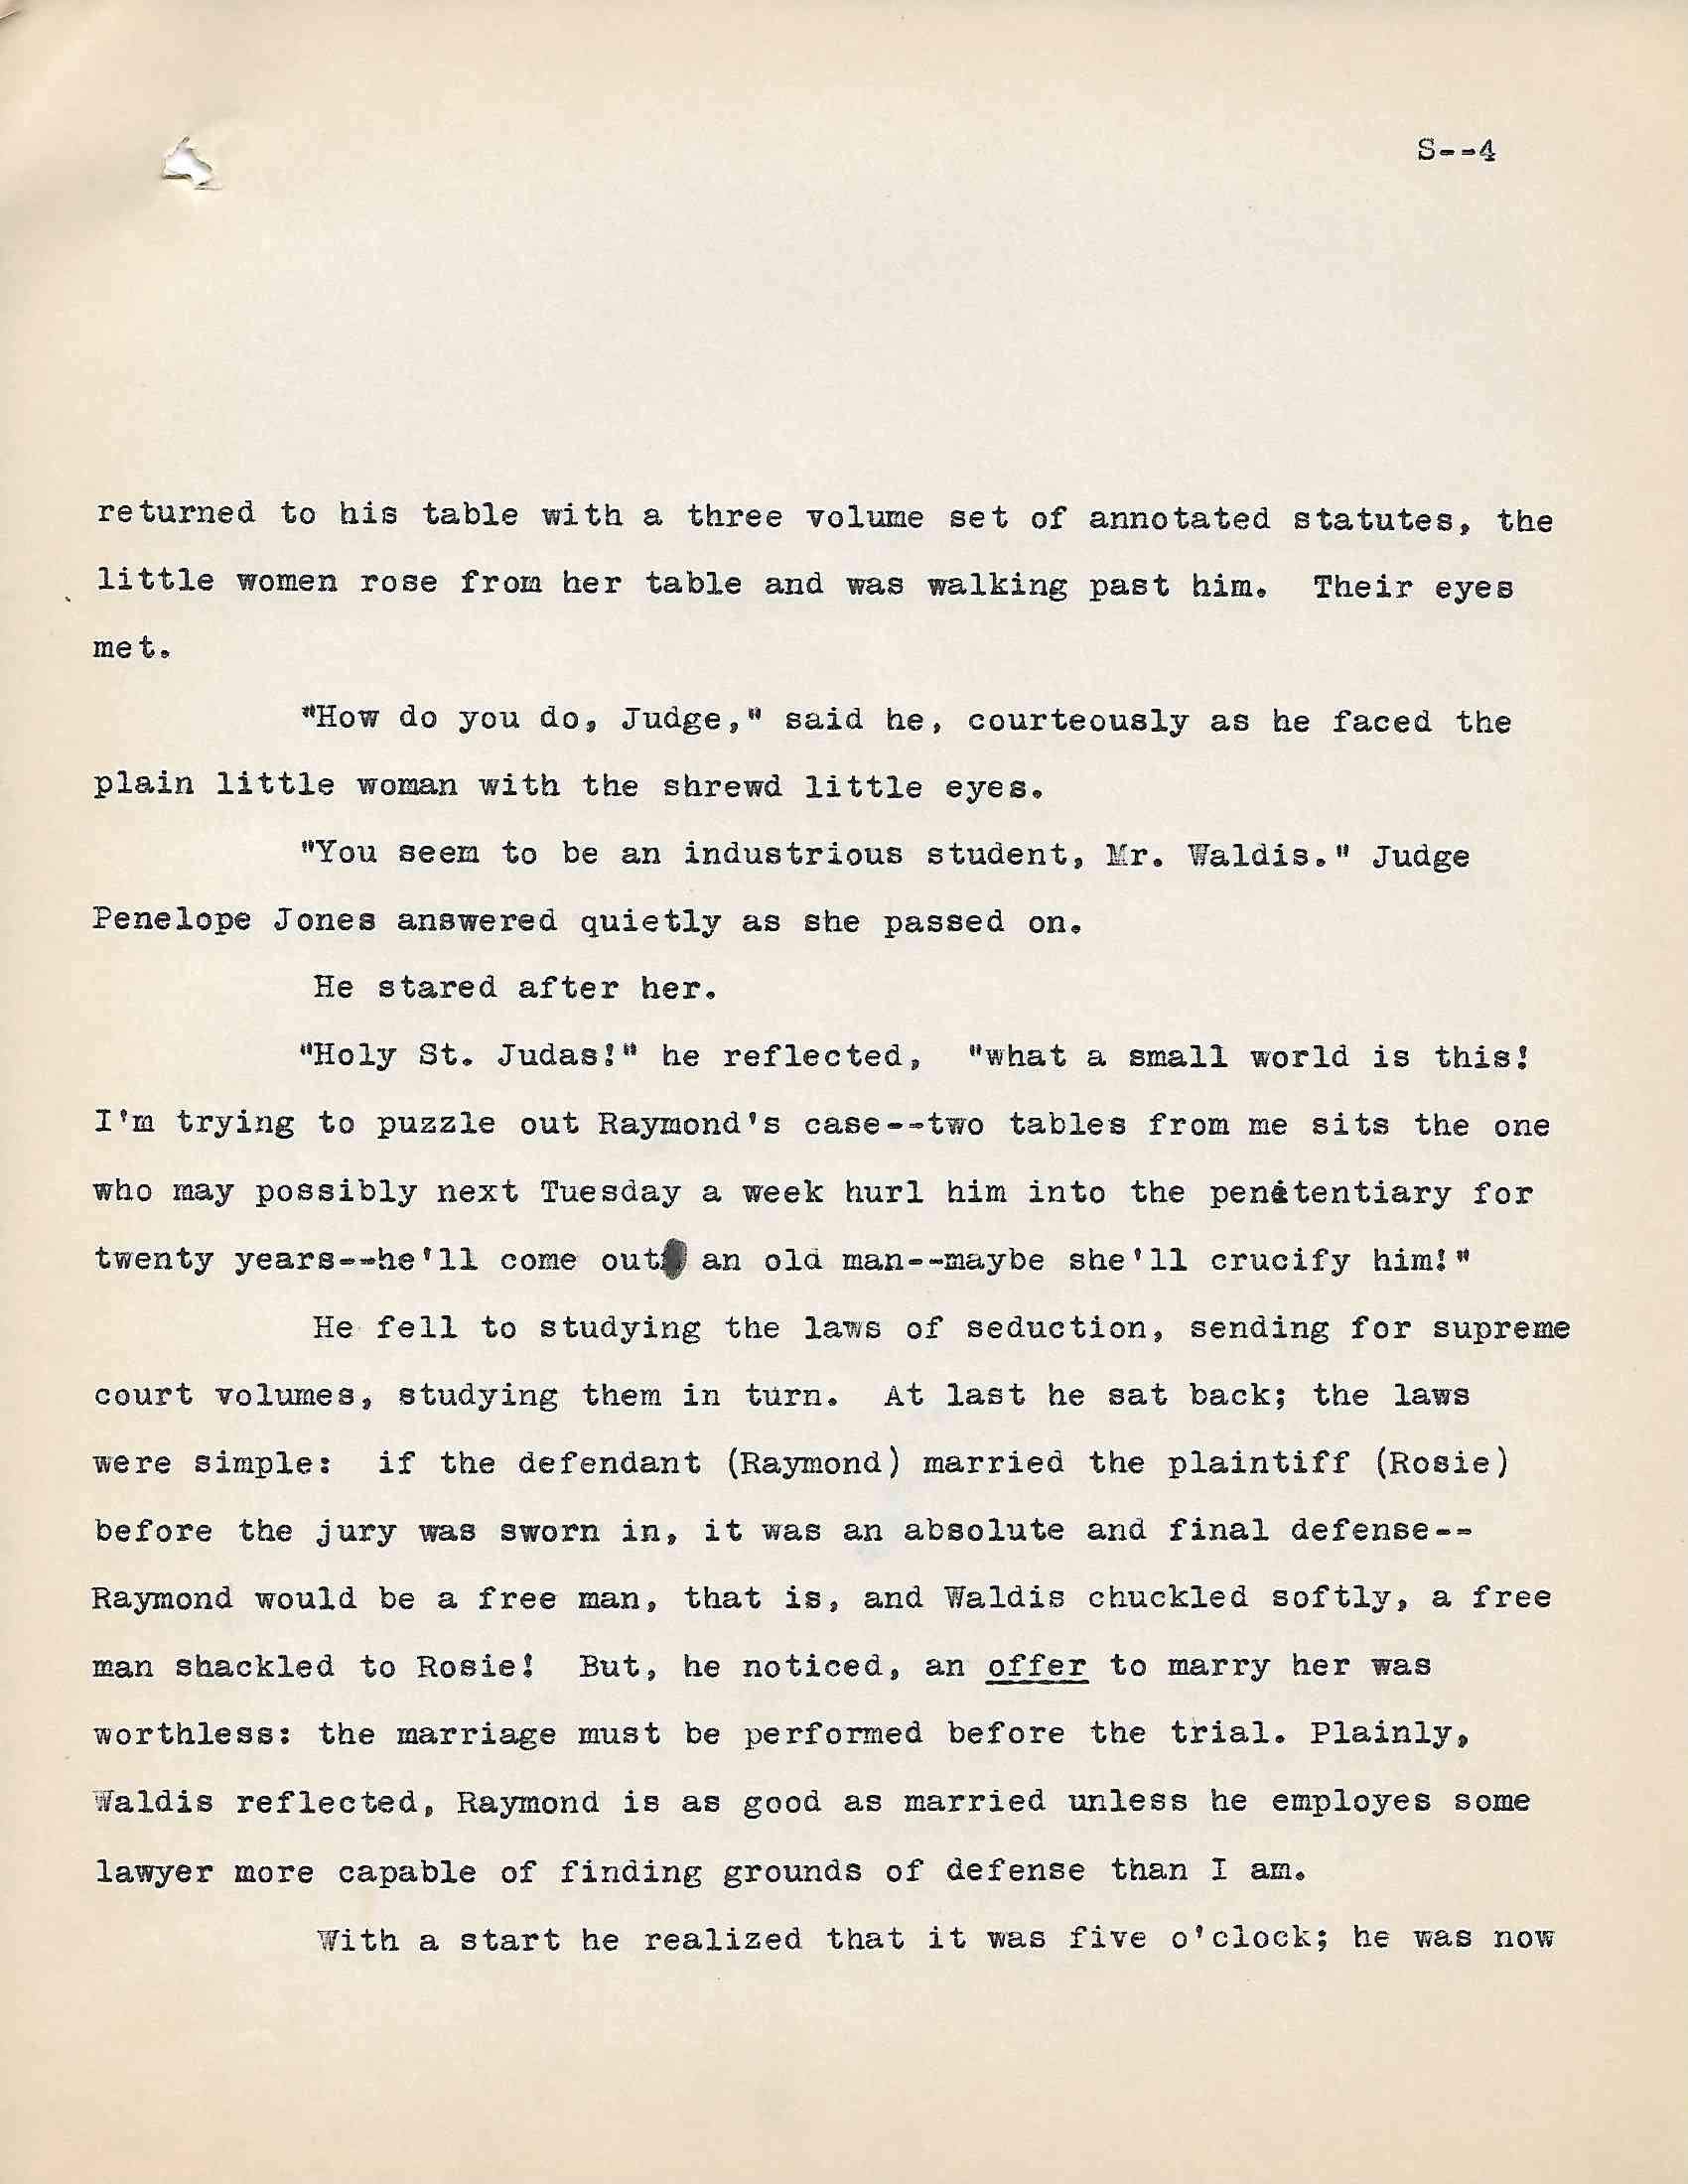 S--4
returned to his table with a three volume set of annotated statutes, the
little women rose from her table and was walking past him.  Their eyes
met.
"How do you do, Judge," said he, courteously as he faced the
plain little woman with the shrewd little eyes.
"You seem to be an industrious student, Mr. Waldis." Judge
Penelope Jones answered quietly as she passed on.
He stared after her.
"Holy St. Judas!" he reflected,  "what a small world is this!
I'm trying to puzzle out Raymond's case--two tables from me sits the one
who may possibly next Tuesday a week hurl him into the penitentiary for
twenty years--he'll come out an old man--maybe she'll crucify him!"
He fell to studying the laws of seduction, sending for supreme
court volumes, studying them in turn.  At last he sat back; the laws
were simple:  if the defendant (Raymond) married the plaintiff (Rosie)
before the jury was sworn in, it was an absolute and final defense--
Raymond would be a free man, that is, and Waldis chuckled softly, a free
man shackled to Rosie!  But, he noticed, an offer to marry her was
worthless: the marriage must be performed before the trial. Plainly,
Waldis reflected, Raymond is as good as married unless he employes some
lawyer more capable of finding grounds of defense than I am.
With a start he realized that it was five o'clock; he was now